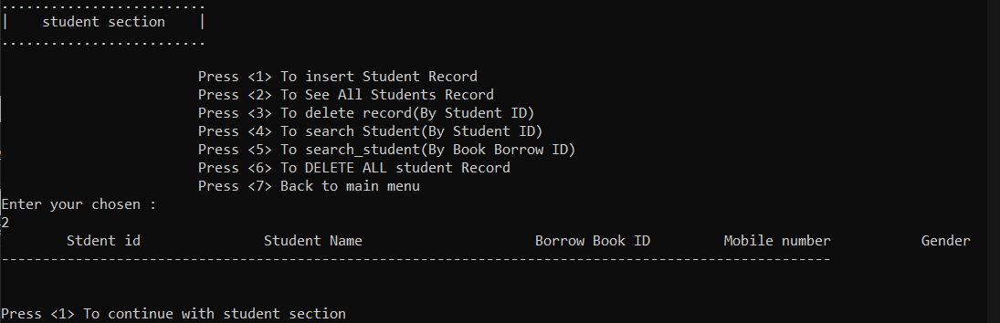 .........................
|    student section    |
.........................
Press <1> To insert Student Record
Press <2> To See All Students Record
Press <3> To delete record(By Student ID)
Press <4> To search Student(By Student ID)
Press <5> To search_student(By Book Borrow ID)
Press <6> To DELETE ALL student Record
Press <7> Back to main menu
Enter your chosen :
2
Stdent id    Student Name    Borrow Book ID    Mobile number    Gender
-----------------------------------------------------------------------------------------------------
Press <1> To continue with student section